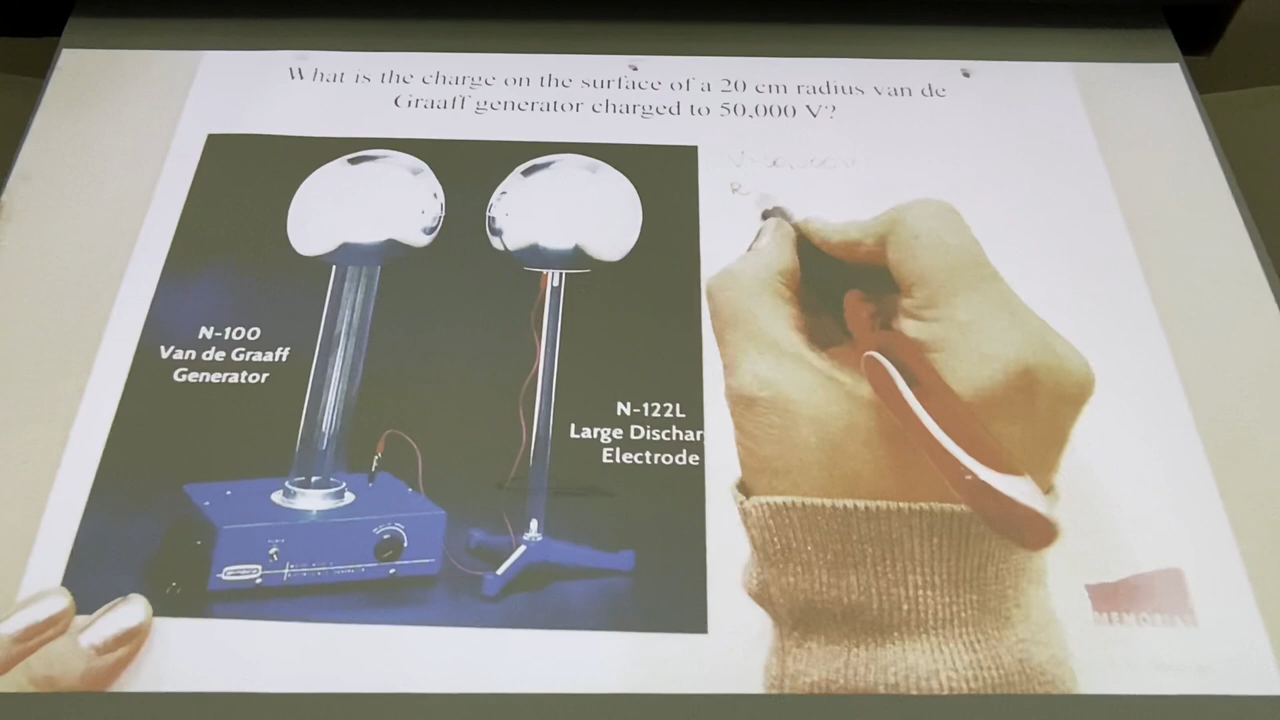 What is the charge on the surface of a 20 cm radius van de
Graaff generator charged to 50,000 V?
R
N-100
Van de Graaff
Generator
N-122L
Large Dischar
Electrode